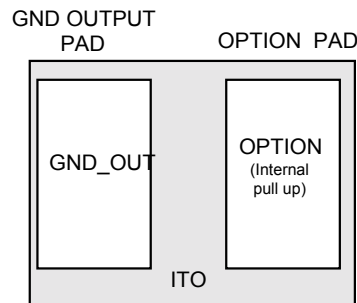 GND OUTPUT
PAD
OPTION PAD
GND_OUT
OPTION
(Internal
pull up)
ITO